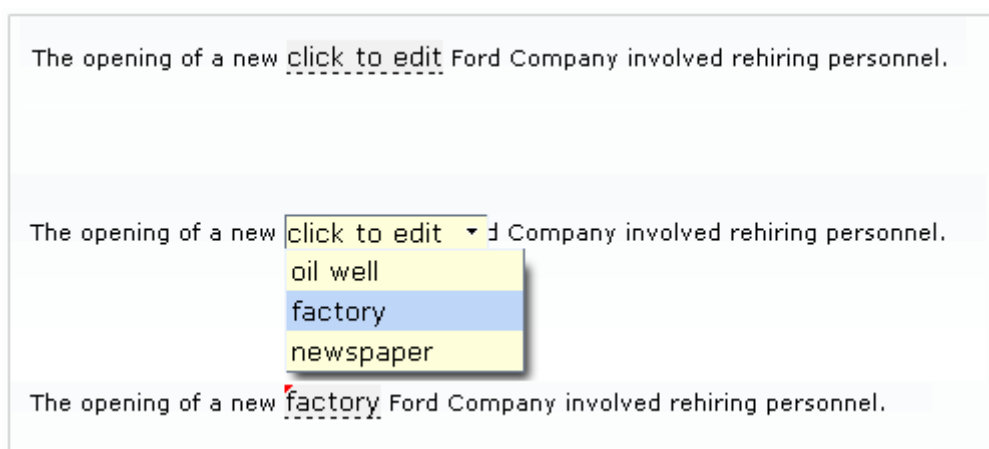 The opening of a new click to edit Ford Company involved rehiring personnel.
The opening of a new click to edit d Company involved rehiring personnel.
oil well
factory
newspaper
The opening of a new factory Ford Company involved rehiring personnel.